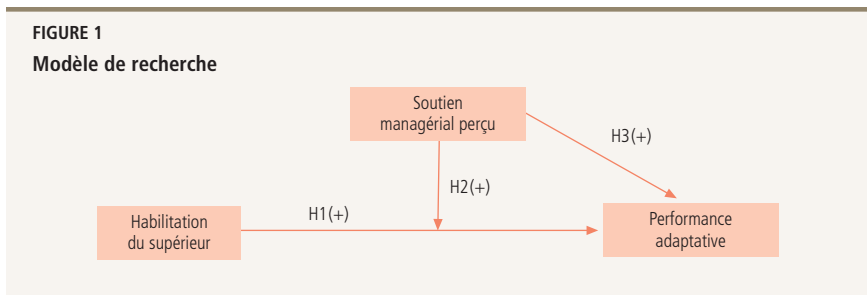 FIGURE 1
Modèle de recherche
Soutien
managérial perçu
H3(+)
H2(+)
H1(+)
Habilitation
du supérieur
Performance
adaptative